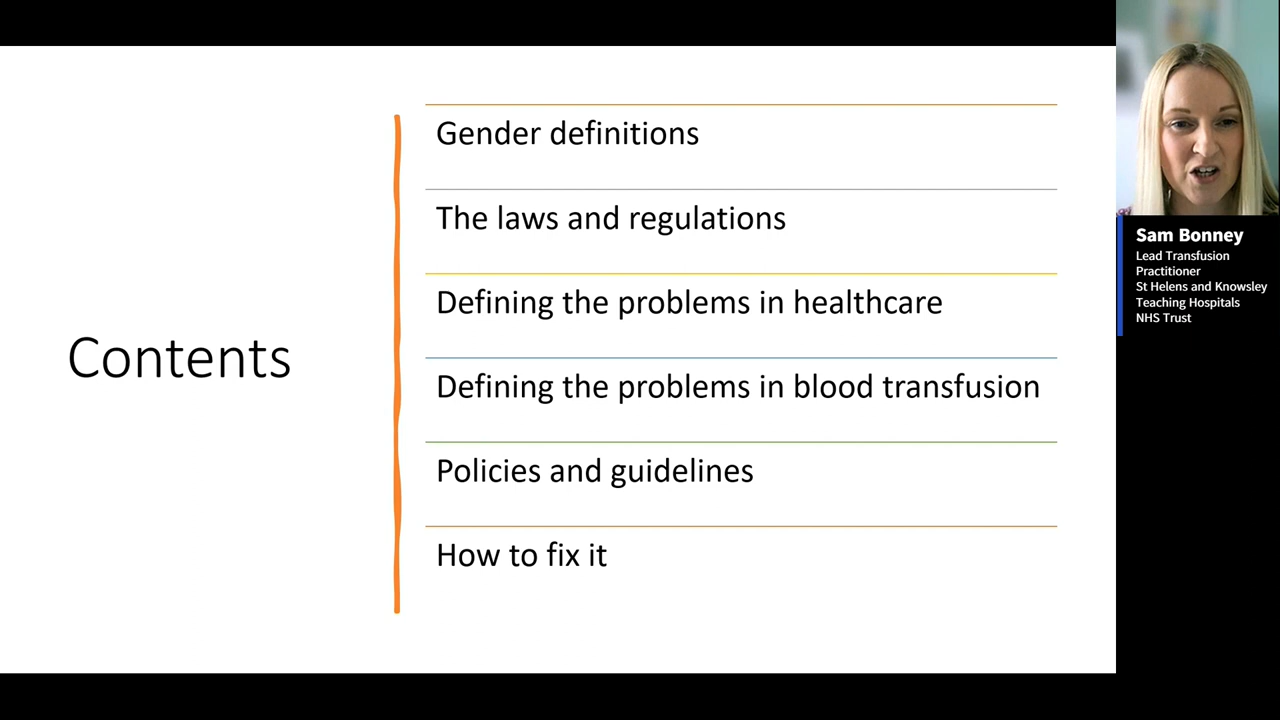 Contents
Gender definitions
The laws and regulations
Defining the problems in healthcare
Defining the problems in blood transfusion
Policies and guidelines
How to fix it
Sam Bonney
Lead Transfusion
Practitioner
St Helens and Knowsley
Teaching Hospitals
NHS Trust